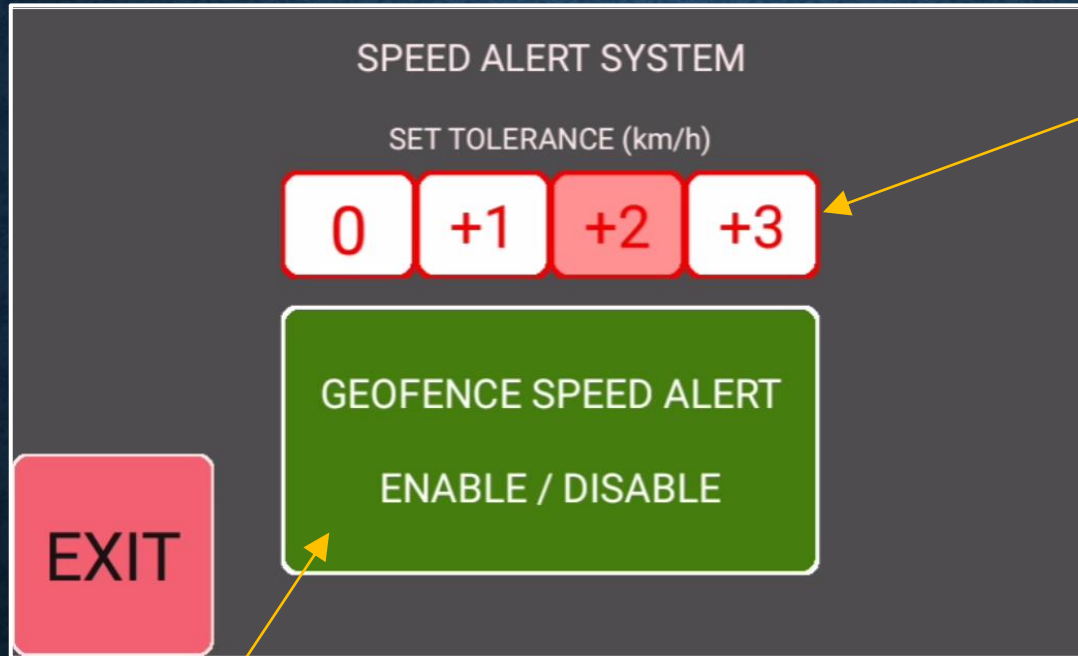 SPEED ALERT SYSTEM
SET TOLERANCE (km/h)
0 +1 +2 +3
GEOFENCE SPEED ALERT
ENABLE / DISABLE
EXIT